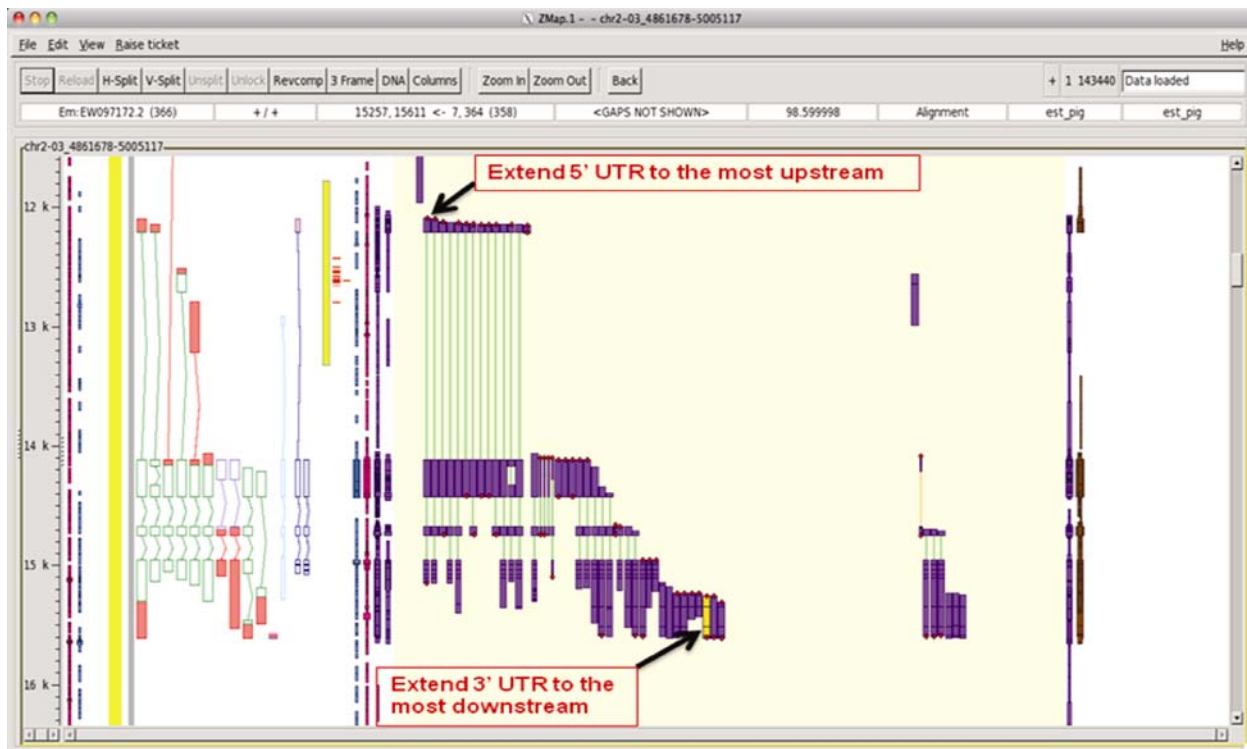 ZMap.1 - - chr2-03_4861678-5005117
File Edit View Raise ticket Help
Stop Reload H-Split V-Split Unsplit Unlock Revcomp 3 Frame DNA Columns Zoom In Zoom Out Back + 1 143440 Data loaded
Em:EW097172.2 (366) + / + 15257, 15611 <- 7, 364 (358) <GAPS NOT SHOWN> 98.599998 Alignment est_pig est_pig
chr2-03_4861678-5005117
Extend 5’ UTR to the most upstream
12 k
13 k
14 k
15 k
Extend 3’ UTR to the
most downstream
16 k